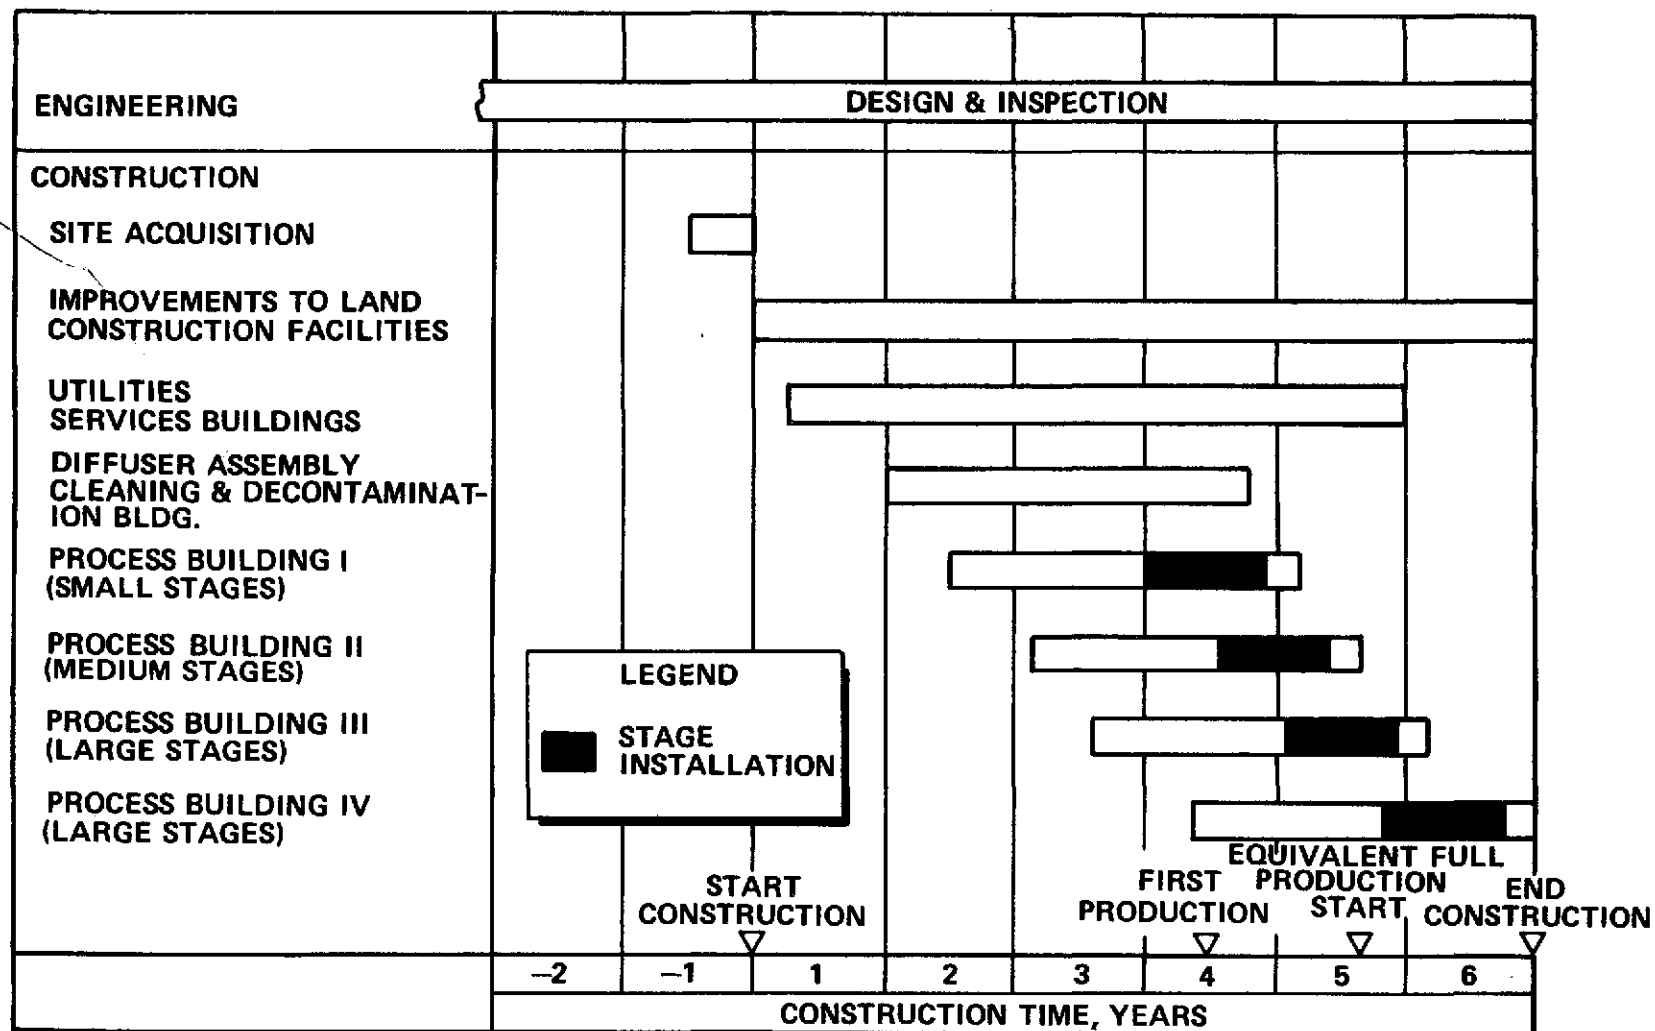 ENGINEERING
DESIGN & INSPECTION
CONSTRUCTION
SITE ACQUISITION
IMPROVEMENTS TO LAND
CONSTRUCTION FACILITIES
UTILITIES
SERVICES BUILDINGS
DIFFUSER ASSEMBLY
CLEANING & DECONTAMINAT-
ION BLDG.
PROCESS BUILDING I
(SMALL STAGES)
PROCESS BUILDING II
(MEDIUM STAGES)
PROCESS BUILDING III
(LARGE STAGES)
PROCESS BUILDING IV
(LARGE STAGES)
LEGEND
STAGE
INSTALLATION
START
CONSTRUCTION
FIRST
PRODUCTION
EQUIVALENT FULL
PRODUCTION
START
END
CONSTRUCTION
–2 –1 1 2 3 4 5 6
CONSTRUCTION TIME, YEARS